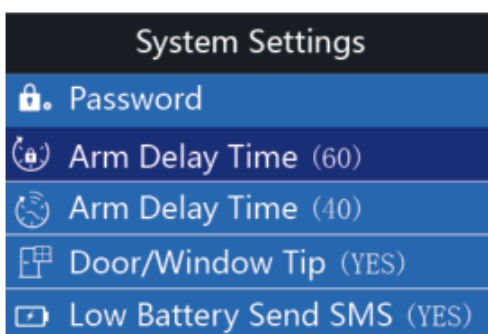 System Settings
Password
Arm Delay Time (60)
Arm Delay Time (40)
Door/Window Tip (YES)
Low Battery Send SMS (YES)